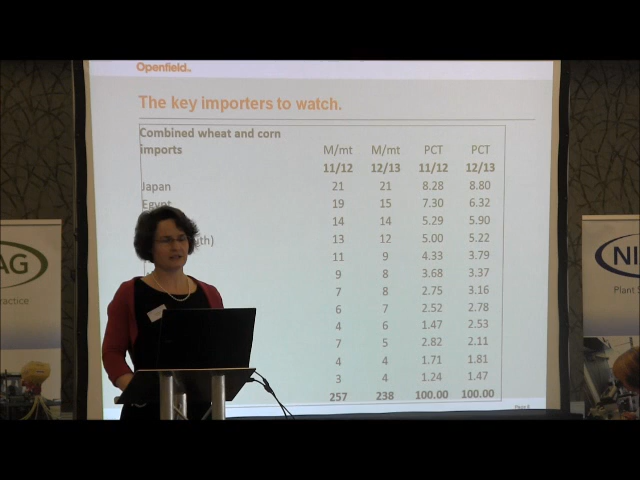 Openfield
The key importers to watch.
Combined wheat and corn
imports M/mt M/mt PCT PCT
11/12 12/13 11/12 12/13
Japan 21 21 8.28 8.80
Egypt 19 15 7.30 6.32
14 14 5.29 5.90
13 12 5.00 5.22
11 9 4.33 3.79
9 8 3.68 3.37
7 8 2.75 3.16
6 7 2.52 2.78
4 6 1.47 2.53
7 5 2.82 2.11
4 4 1.71 1.81
3 4 1.24 1.47
257 238 100.00 100.00
AG
ractice
NI
Plant S